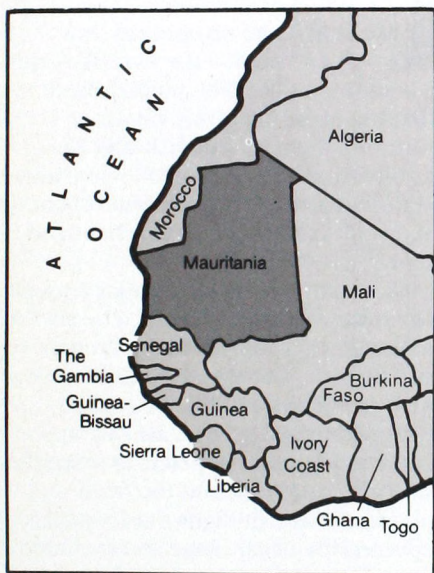 ATLANTIC
OCEAN
Algeria
Morocco
Mauritania
Mali
Senegal
The
Gambia
Guinea-
Bissau
Guinea
Burkina
Faso
Sierra Leone
Ivory
Coast
Liberia
Ghana
Togo